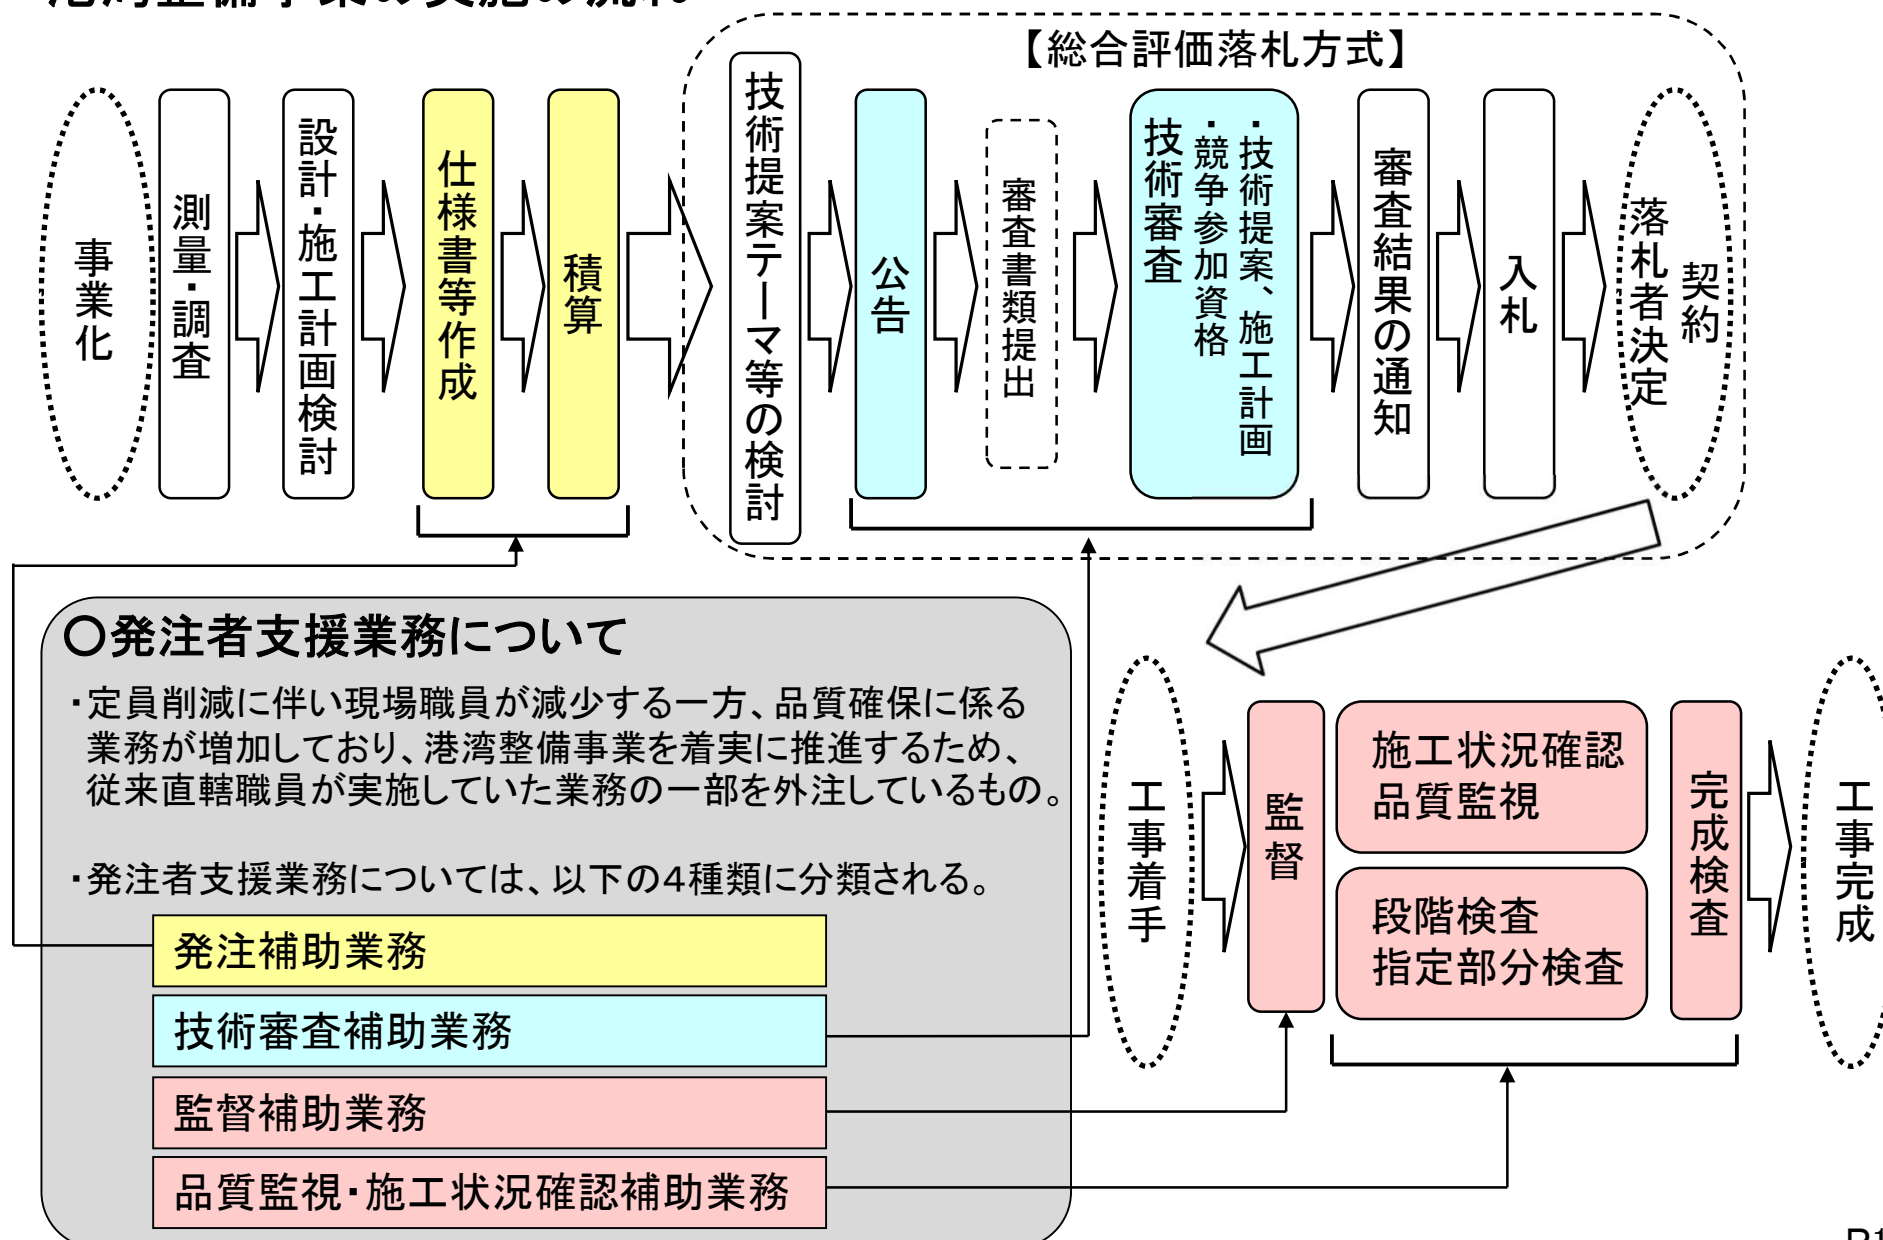 港湾整備事業の実施の流れ
【総合評価落札方式】
事業化
測量・調査
設計・施工計画検討
仕様書等作成
積算
技術提案テーマ等の検討
公告
審査書類提出
・技術提案、施工計画
・競争参加資格
技術審査
審査結果の通知
入札
契約
落札者決定
○発注者支援業務について
・定員削減に伴い現場職員が減少する一方、品質確保に係る
業務が増加しており、港湾整備事業を着実に推進するため、
従来直轄職員が実施していた業務の一部を外注しているもの。
・発注者支援業務については、以下の4種類に分類される。
発注補助業務
技術審査補助業務
監督補助業務
品質監視・施工状況確認補助業務
工事着手
監督
施工状況確認
品質監視
段階検査
指定部分検査
完成検査
工事完成
P1